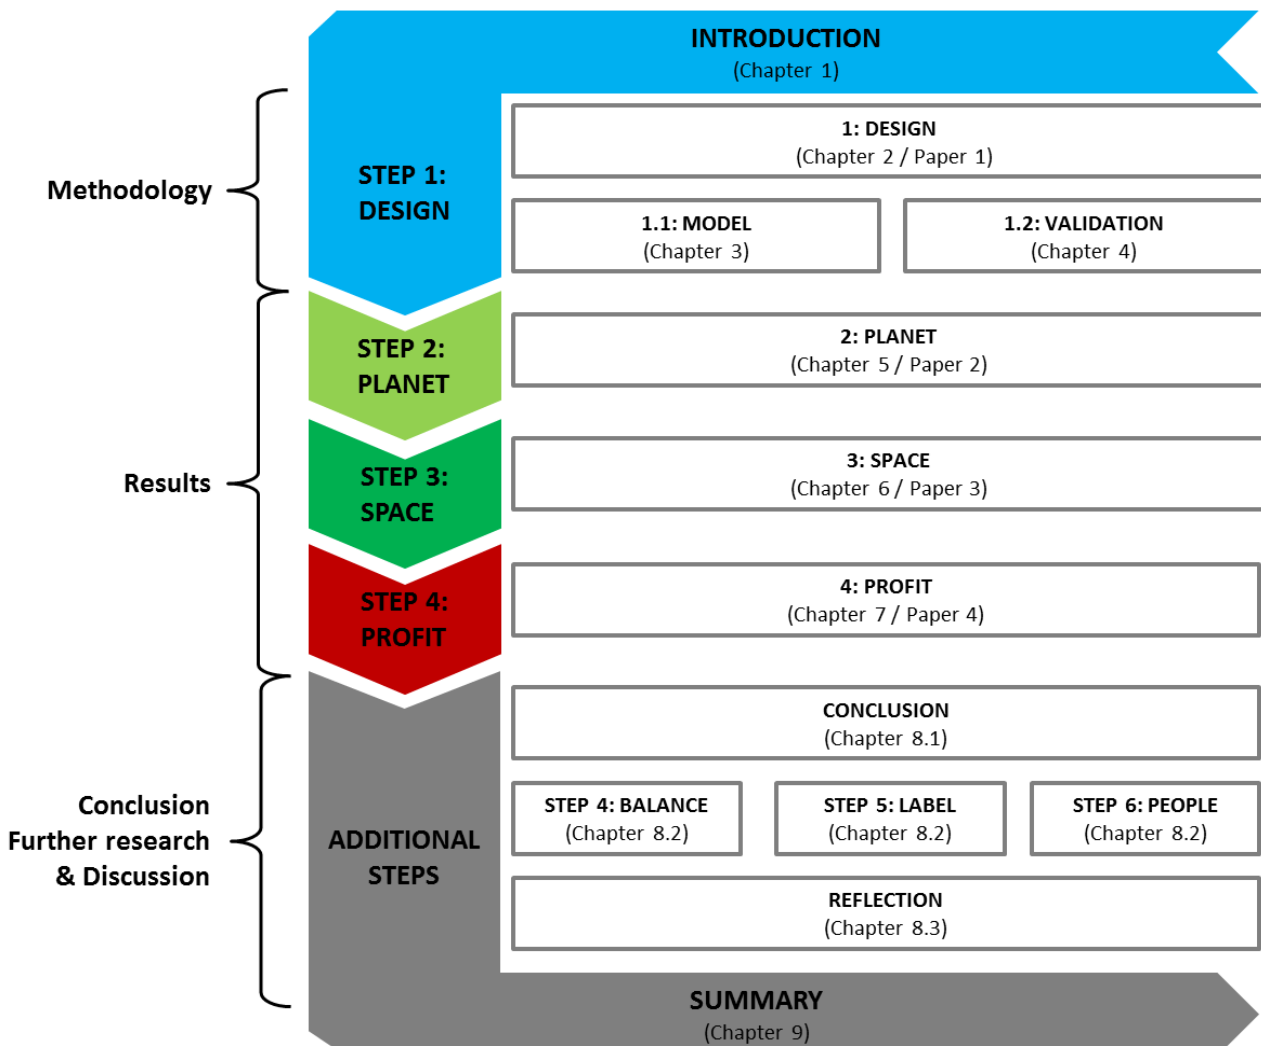 INTRODUCTION
(Chapter 1)
Methodology
STEP 1:
DESIGN
1: DESIGN
(Chapter 2 / Paper 1)
1.1: MODEL
(Chapter 3)
1.2: VALIDATION
(Chapter 4)
Results
STEP 2:
PLANET
2: PLANET
(Chapter 5 / Paper 2)
STEP 3:
SPACE
3: SPACE
(Chapter 6 / Paper 3)
STEP 4:
PROFIT
4: PROFIT
(Chapter 7 / Paper 4)
Conclusion
Further research
& Discussion
ADDITIONAL
STEPS
CONCLUSION
(Chapter 8.1)
STEP 4: BALANCE
(Chapter 8.2)
STEP 5: LABEL
(Chapter 8.2)
STEP 6: PEOPLE
(Chapter 8.2)
REFLECTION
(Chapter 8.3)
SUMMARY
(Chapter 9)